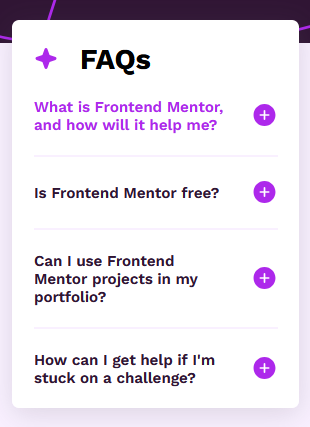 FAQs
What is Frontend Mentor,
and how will it help me?
Is Frontend Mentor free?
Can I use Frontend
Mentor projects in my
portfolio?
How can I get help if I'm
stuck on a challenge?